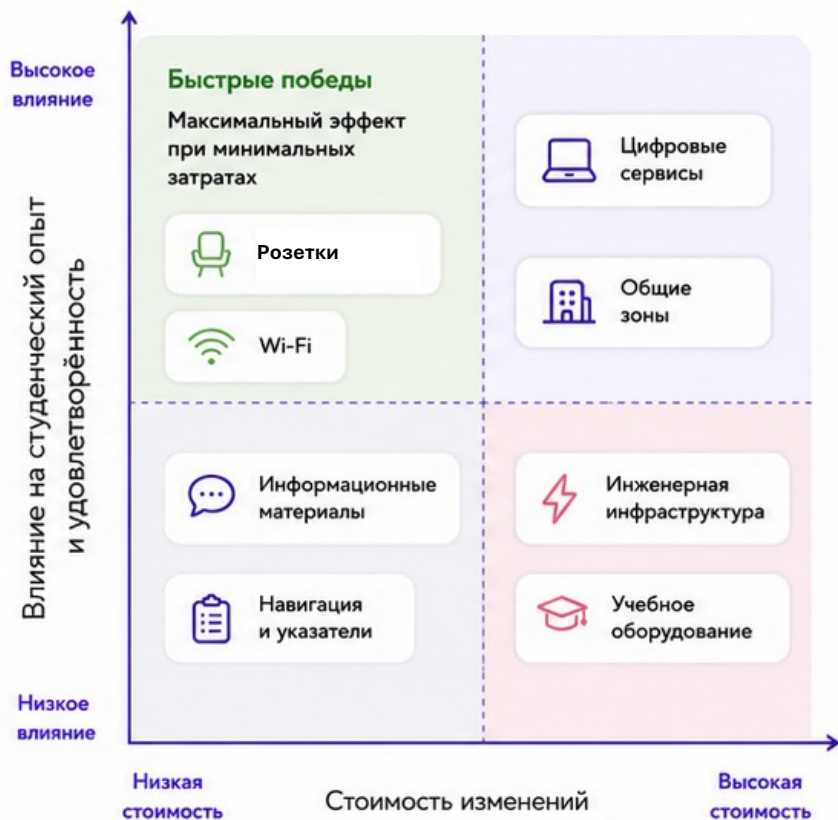 Высокое
влияние
Быстрые победы
Максимальный эффект
при минимальных
затратах
Розетки
Wi-Fi
Цифровые
сервисы
Общие
зоны
Влияние на студенческий опыт
и удовлетворённость
Информационные
материалы
Навигация
и указатели
Инженерная
инфраструктура
Учебное
оборудование
Низкое
влияние
Низкая
стоимость
Стоимость изменений
Высокая
стоимость